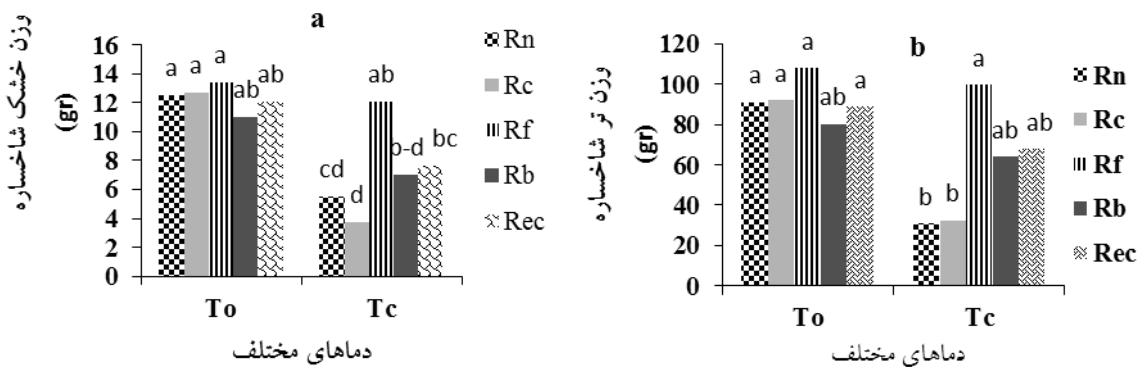 a
وزن خشک شاخساره
(gr)
16
14
12
10
8
6
4
2
0
a a a ab ab
cd d ab b-d bc
To Tc
دماهای مختلف
Rn
Rc
Rf
Rb
Rec
b
وزن تر شاخساره
(gr)
120
100
80
60
40
20
0
a a a ab a
b b a ab ab
To Tc
دماهای مختلف
Rn
Rc
Rf
Rb
Rec